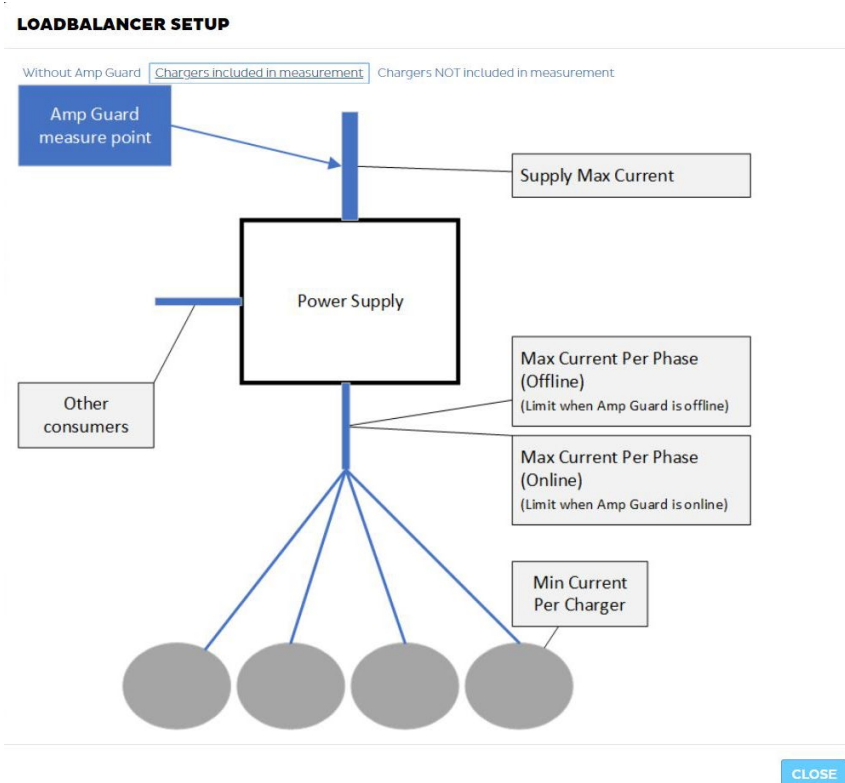 LOADBALANCER SETUP
Without Amp Guard Chargers included in measurement Chargers NOT included in measurement
Amp Guard
measure point
Supply Max Current
Power Supply
Max Current Per Phase
(Offline)
(Limit when Amp Guard is offline)
Other
consumers
Max Current Per Phase
(Online)
(Limit when Amp Guard is online)
Min Current
Per Charger
CLOSE